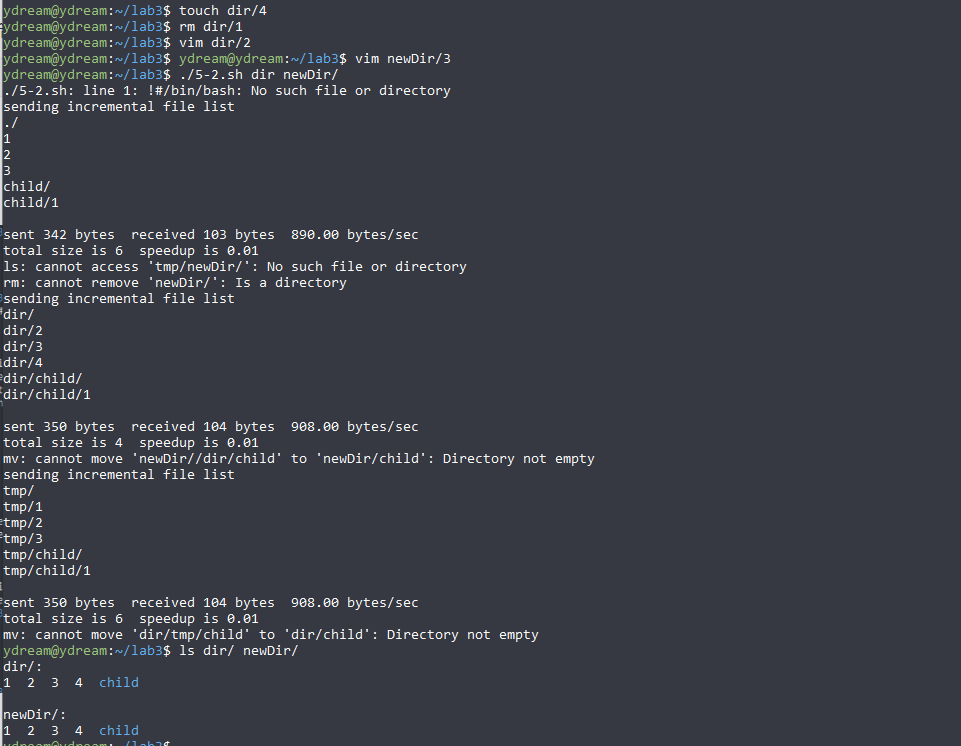 ydream@ydream:~/lab3$ touch dir/4
ydream@ydream:~/lab3$ rm dir/1
ydream@ydream:~/lab3$ vim dir/2
ydream@ydream:~/lab3$ ydream@ydream:~/lab3$ vim newDir/3
ydream@ydream:~/lab3$ ./5-2.sh dir newDir/
./5-2.sh: line 1: !#/bin/bash: No such file or directory
sending incremental file list
./
1
2
3
child/
child/1

sent 342 bytes  received 103 bytes  890.00 bytes/sec
total size is 6  speedup is 0.01
ls: cannot access 'tmp/newDir/': No such file or directory
rm: cannot remove 'newDir/': Is a directory
sending incremental file list
dir/
dir/2
dir/3
dir/4
dir/child/
dir/child/1

sent 350 bytes  received 104 bytes  908.00 bytes/sec
total size is 4  speedup is 0.01
mv: cannot move 'newDir//dir/child' to 'newDir/child': Directory not empty
sending incremental file list
tmp/
tmp/1
tmp/2
tmp/3
tmp/child/
tmp/child/1

sent 350 bytes  received 104 bytes  908.00 bytes/sec
total size is 6  speedup is 0.01
mv: cannot move 'dir/tmp/child' to 'dir/child': Directory not empty
ydream@ydream:~/lab3$ ls dir/ newDir/
dir/:
1  2  3  4  child

newDir/:
1  2  3  4  child
ydream@ydream:~/lab3$